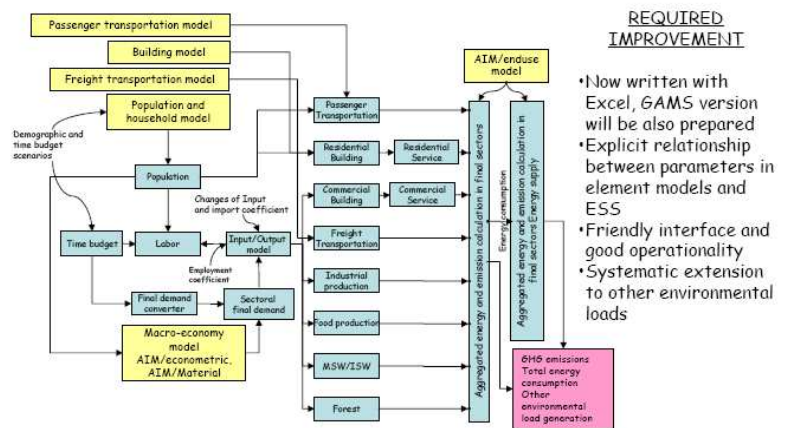 Passenger transportation model
Building model
Freight transportation model
Population and
household model
Demographic and
time budget
scenarios
Population
Changes of Input
and import coefficient
Time budget
Labor
Input/Output
model
Employment
coefficient
Final demand
converter
Sectoral
final demand
Macro-economy
model
AIM/econometric,
AIM/Material
Passenger
Transportation
Residential
Building
Residential
Service
Commercial
Building
Commercial
Service
Freight
Transportation
Industrial
production
Food production
MSW/ISW
Forest
AIM/enduse
model
Aggregated energy and emission calculation in final sectors
Energy consumption
Aggregated energy and emission calculation in
final sectors Energy supply
GHG emissions
Total energy
consumption
Other
environmental
load generation
REQUIRED
IMPROVEMENT
•Now written with
Excel, GAMS version
will be also prepared
•Explicit relationship
between parameters in
element models and
ESS
•Friendly interface and
good operationality
•Systematic extension
to other environmental
loads